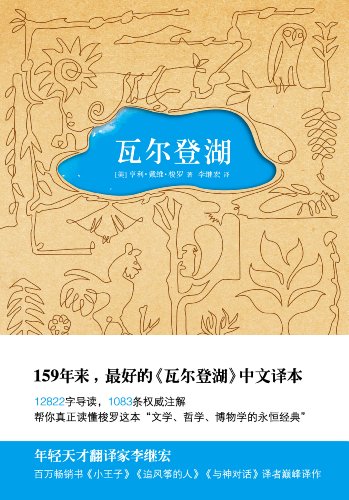 瓦尔登湖
[美] 亨利·戴维·梭罗 著 李继宏 译
159年来，最好的《瓦尔登湖》中文译本
12822字导读，1083条权威注解
帮你真正读懂梭罗这本“文学、哲学、博物学的永恒经典”
年轻天才翻译家李继宏
百万畅销书《小王子》《追风筝的人》《与神对话》译者巅峰译作